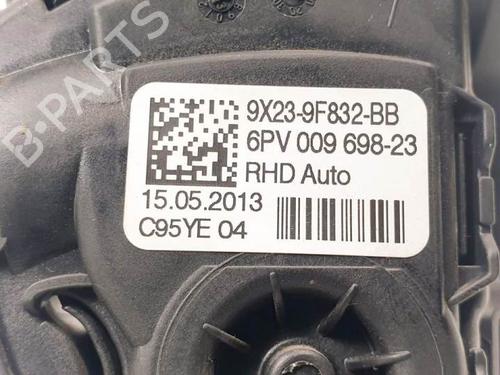 B-PARTS
9X23-9F832-BB
6PV 009 698-23
RHD Auto
15.05.2013
C95YE 04